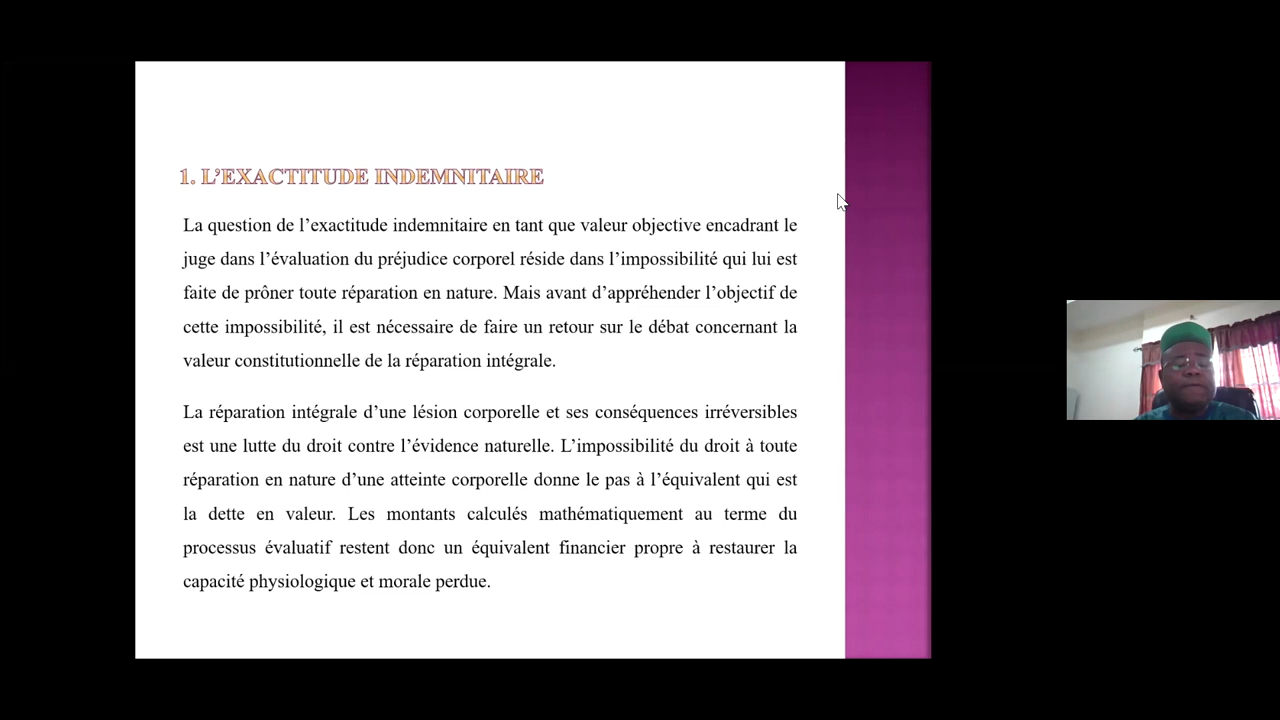 1. L’EXACTITUDE INDEMNITAIRE
La question de l’exactitude indemnitaire en tant que valeur objective encadrant le
juge dans l’évaluation du préjudice corporel réside dans l’impossibilité qui lui est
faite de prôner toute réparation en nature. Mais avant d’appréhender l’objectif de
cette impossibilité, il est nécessaire de faire un retour sur le débat concernant la
valeur constitutionnelle de la réparation intégrale.
La réparation intégrale d’une lésion corporelle et ses conséquences irréversibles
est une lutte du droit contre l’évidence naturelle. L’impossibilité du droit à toute
réparation en nature d’une atteinte corporelle donne le pas à l’équivalent qui est
la dette en valeur. Les montants calculés mathématiquement au terme du
processus évaluatif restent donc un équivalent financier propre à restaurer la
capacité physiologique et morale perdue.